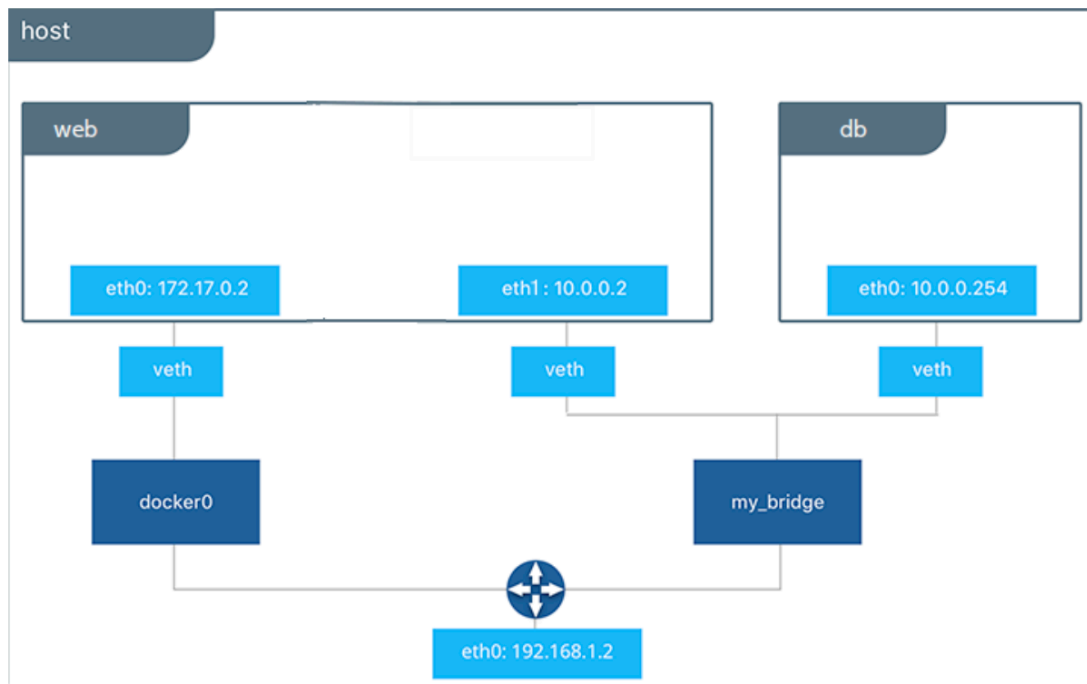 host
web
db
eth0: 172.17.0.2
eth1 : 10.0.0.2
eth0: 10.0.0.254
veth
veth
veth
docker0
my_bridge
eth0: 192.168.1.2